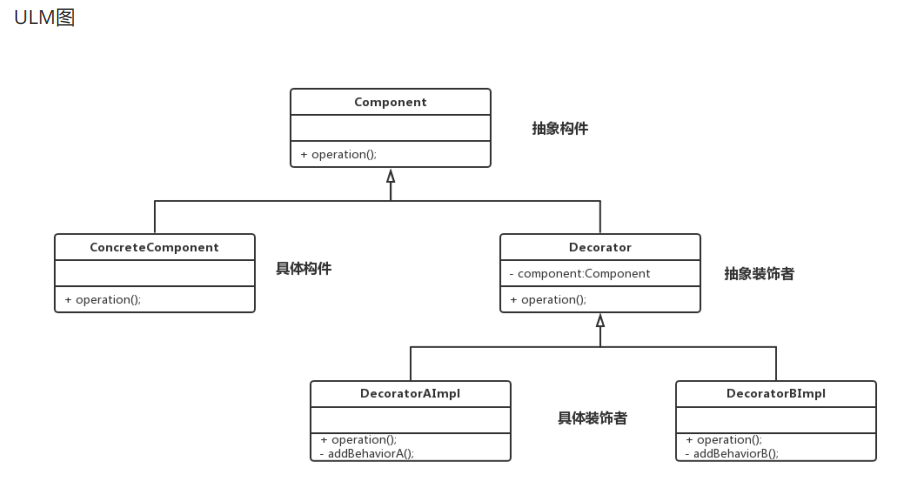 ULM图
Component
+ operation();
抽象构件
ConcreteComponent
+ operation();
具体构件
Decorator
- component:Component
+ operation();
抽象装饰者
DecoratorAImpl
+ operation();
- addBehaviorA();
具体装饰者
DecoratorBImpl
+ operation();
- addBehaviorB();